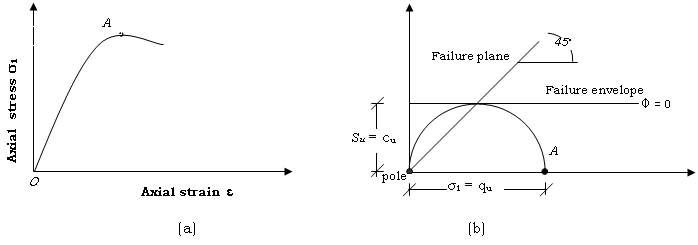 A
Axial stress σ1
O
Axial strain ε
(a)
45°
Failure plane
Failure envelope
Φ = 0
Su = cu
A
pole
σ1 = qu
(b)